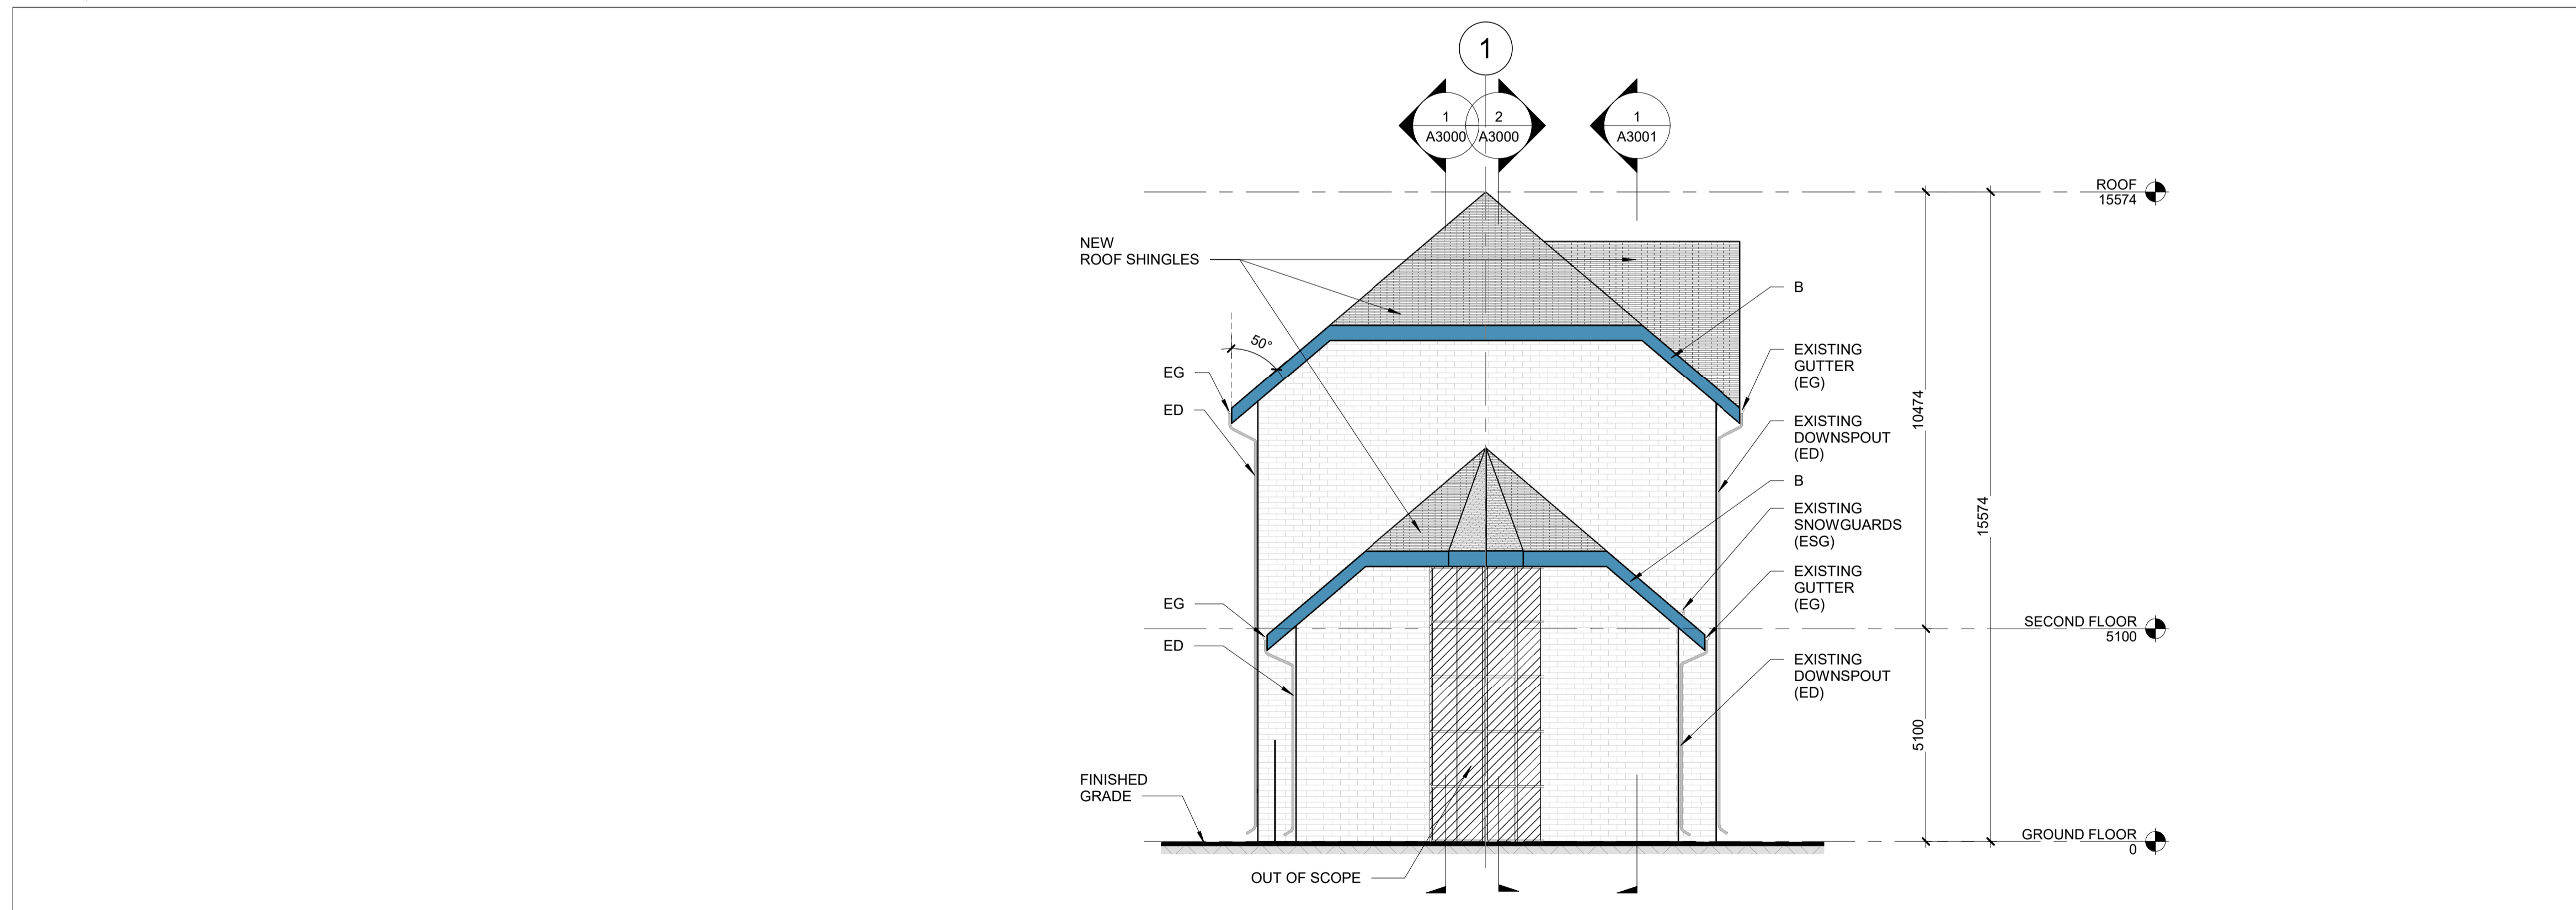 1
1
A3000
2
A3000
1
A3001
ROOF
15574
NEW
ROOF SHINGLES
B
50°
EXISTING
GUTTER
(EG)
EG
ED
EXISTING
DOWNSPOUT
(ED)
10474
B
EXISTING
SNOWGUARDS
(ESG)
15574
EXISTING
GUTTER
(EG)
EG
SECOND FLOOR
5100
ED
EXISTING
DOWNSPOUT
(ED)
5100
FINISHED
GRADE
GROUND FLOOR
0
OUT OF SCOPE